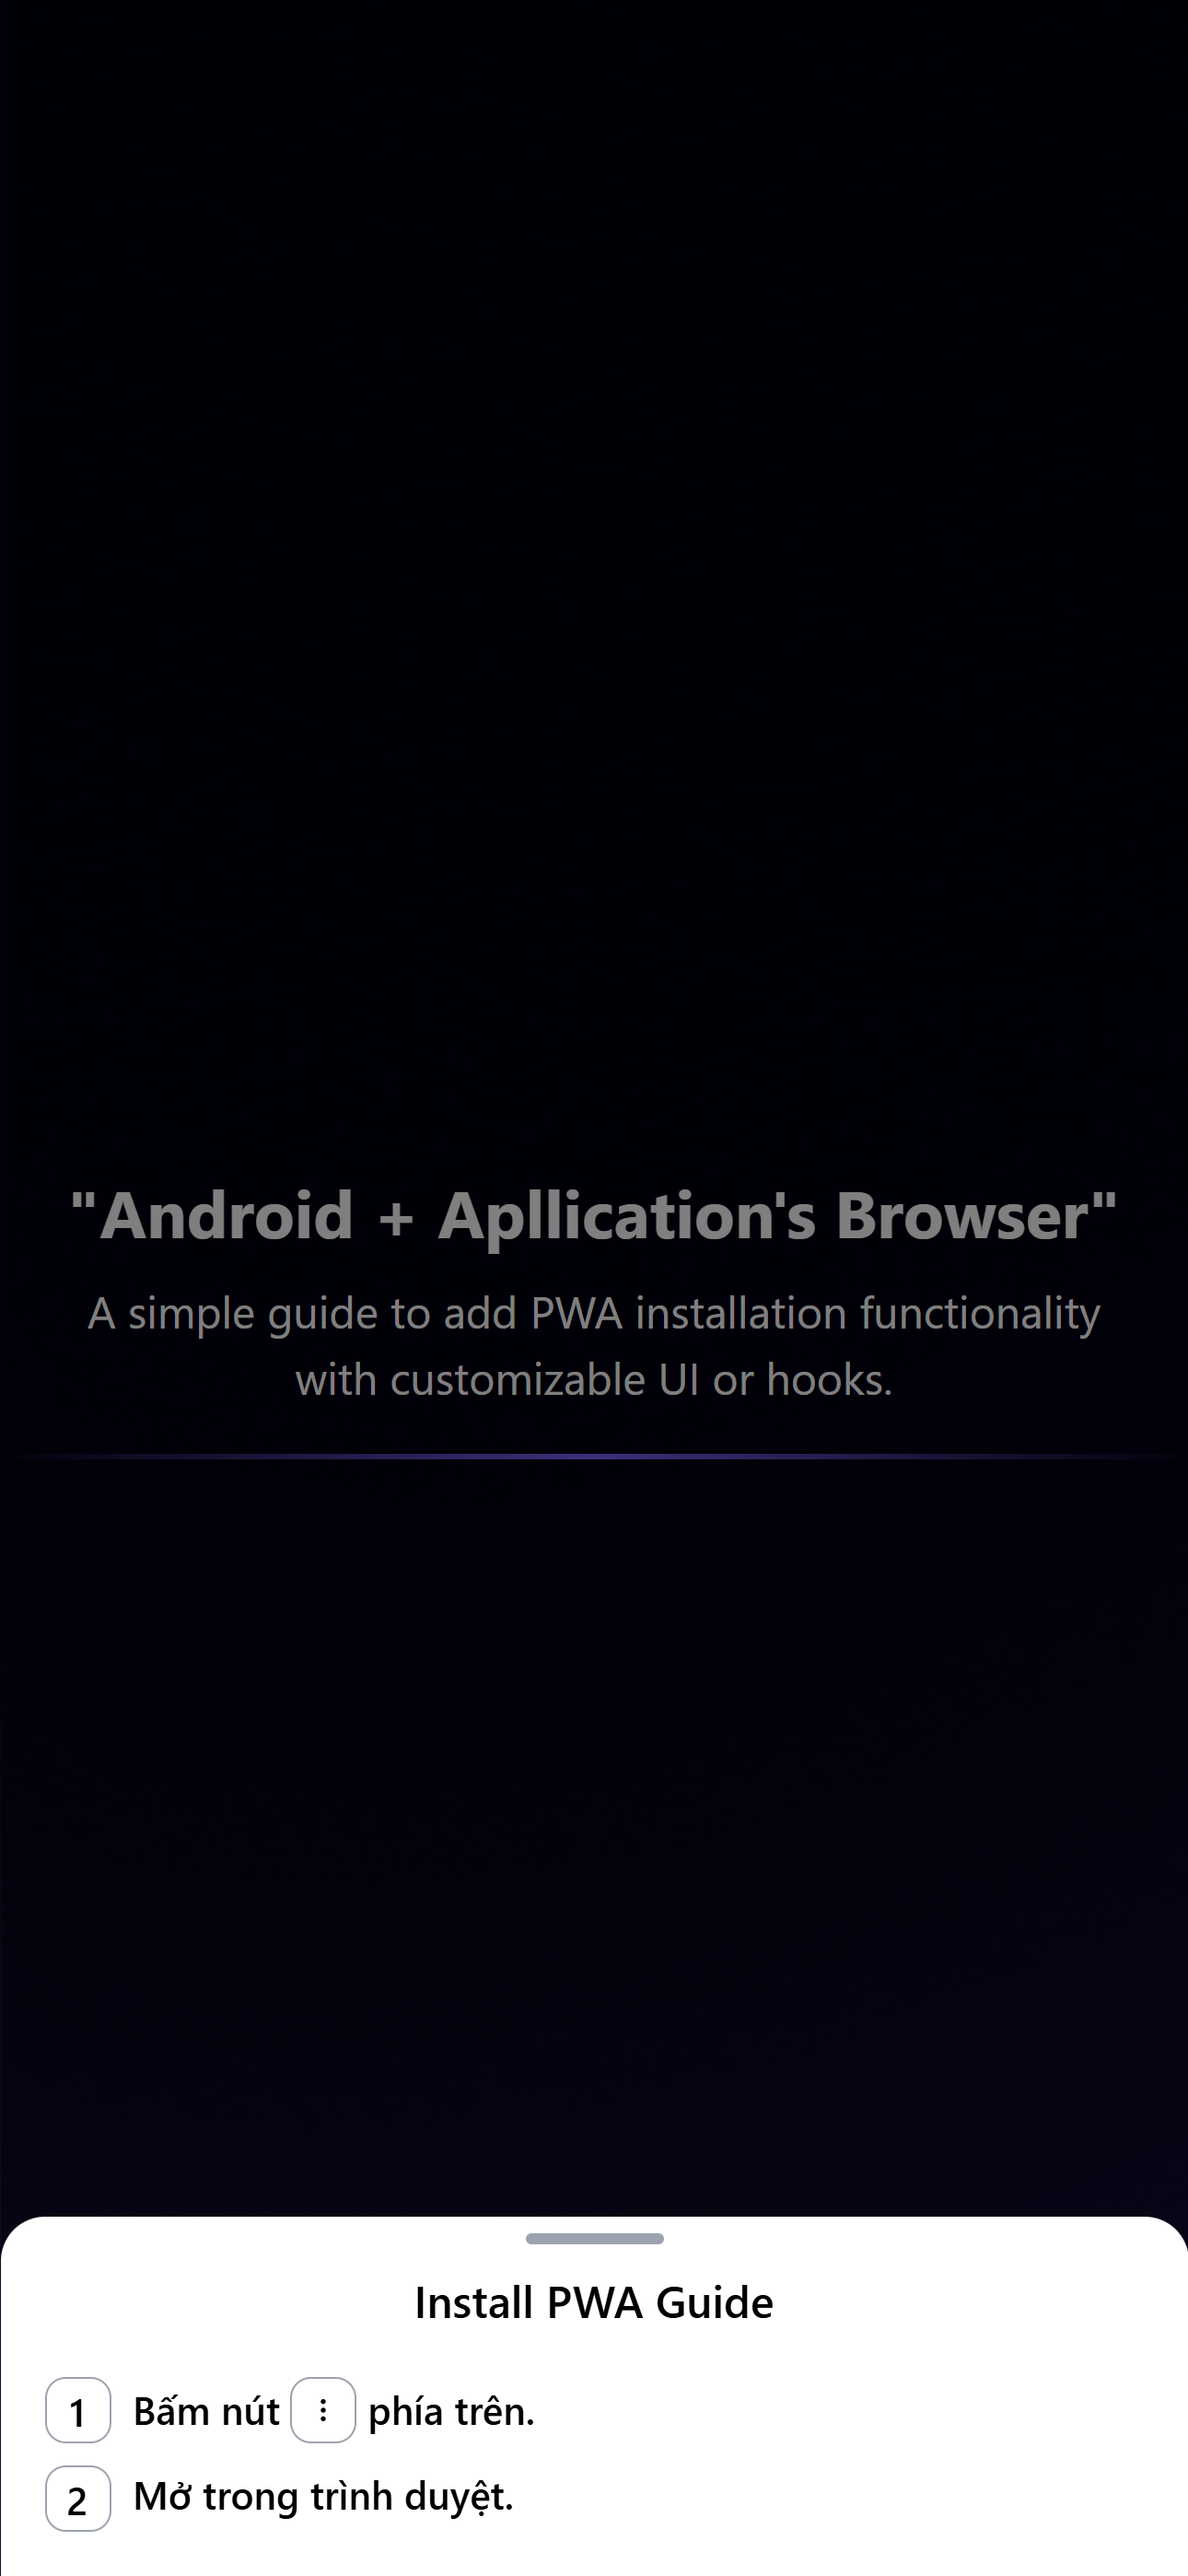 "Android + Apllication's Browser"
A simple guide to add PWA installation functionality
with customizable UI or hooks.
Install PWA Guide
1 Bấm nút ⋮ phía trên.
2 Mở trong trình duyệt.